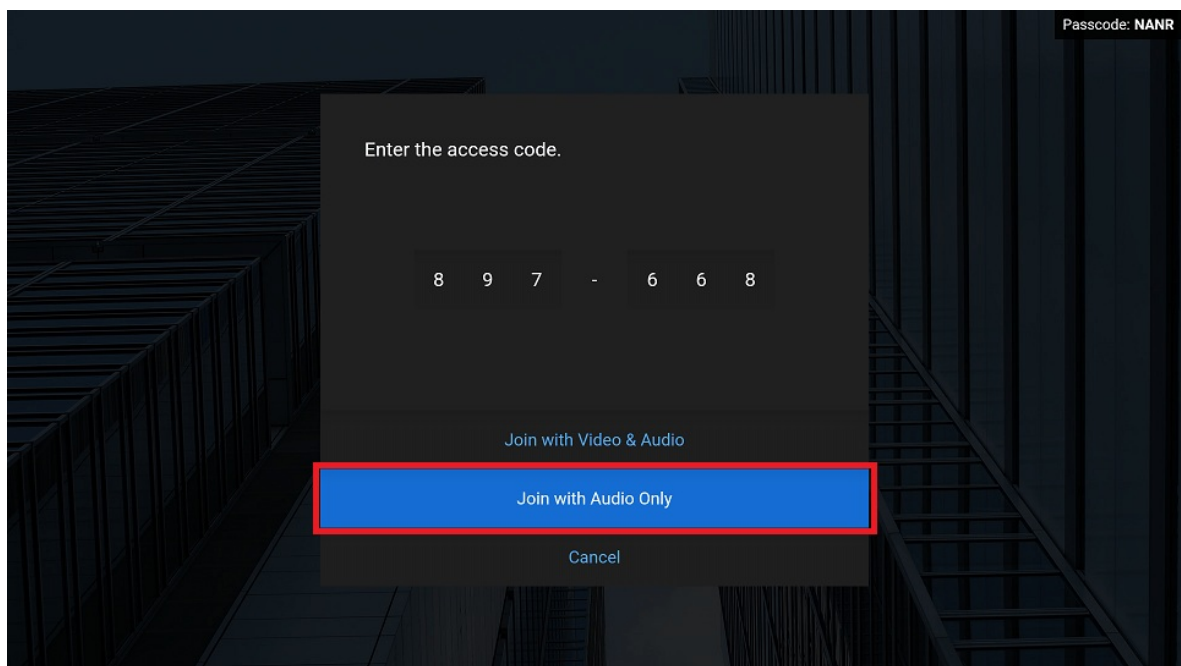 Passcode: NANR
Enter the access code.
8 9 7 - 6 6 8
Join with Video & Audio
Join with Audio Only
Cancel